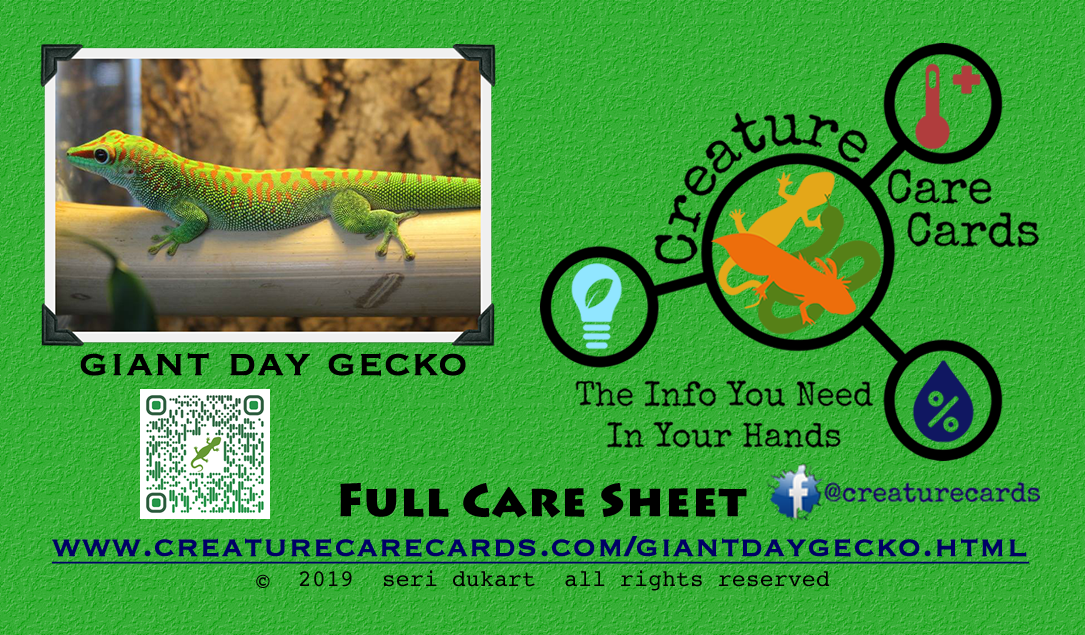 Creature
Care
Cards
GIANT DAY GECKO
The Info You Need
In Your Hands
%
FULL CARE SHEET
f @creaturecards
WWW.CREATURECARECARDS.COM/GIANTDAYGECKO.HTML
© 2019 seri dukart all rights reserved